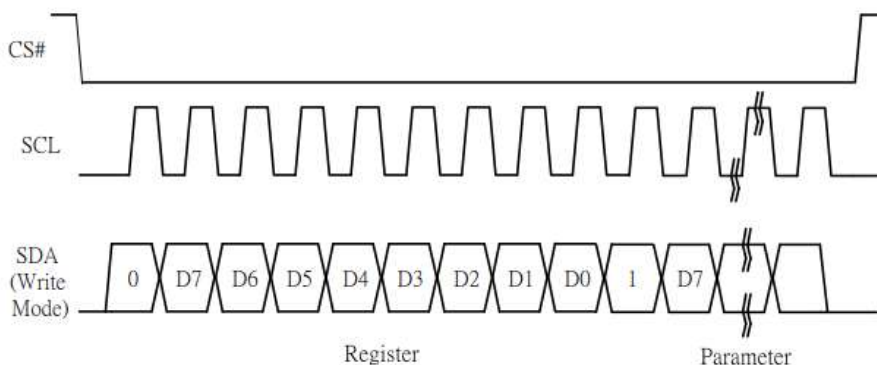 CS#
SCL
SDA
(Write
Mode)
0 D7 D6 D5 D4 D3 D2 D1 D0 1 D7
Register Parameter